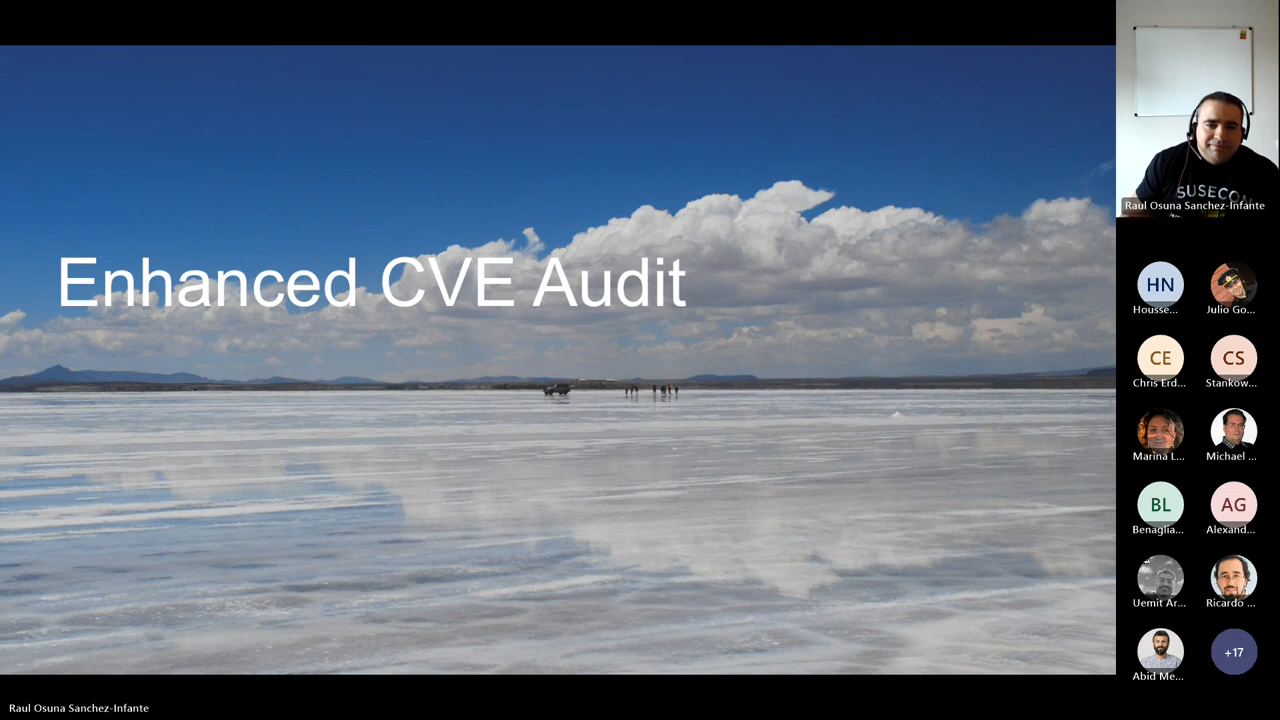 Enhanced CVE Audit
SUSECON
Raul Osuna Sanchez-Infante
HN
Housse...
Julio Go...
CE
Chris Erd...
CS
Stankow...
Marina L...
Michael ...
BL
Benaglia...
AG
Alexand...
Uemit Ar...
Ricardo ...
Abid Me...
+17
Raul Osuna Sanchez-Infante